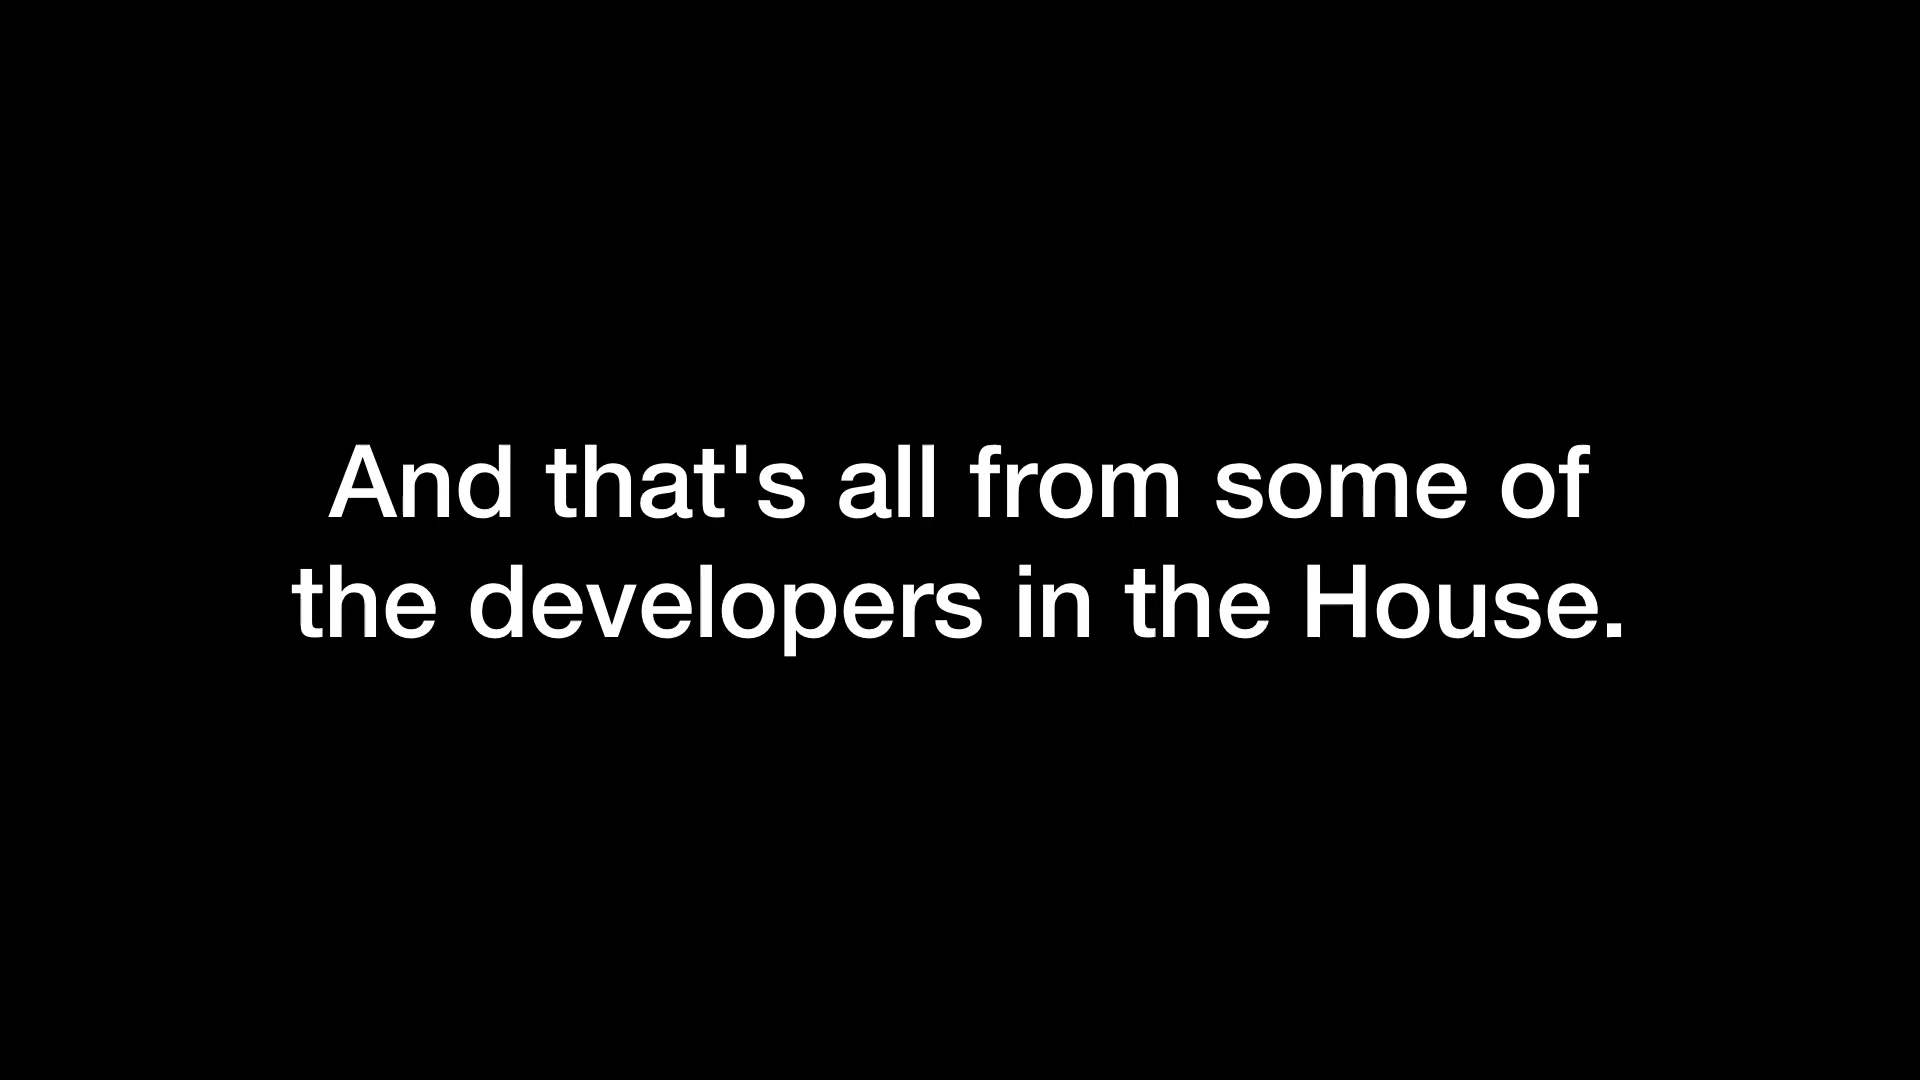 And that's all from some of
the developers in the House.